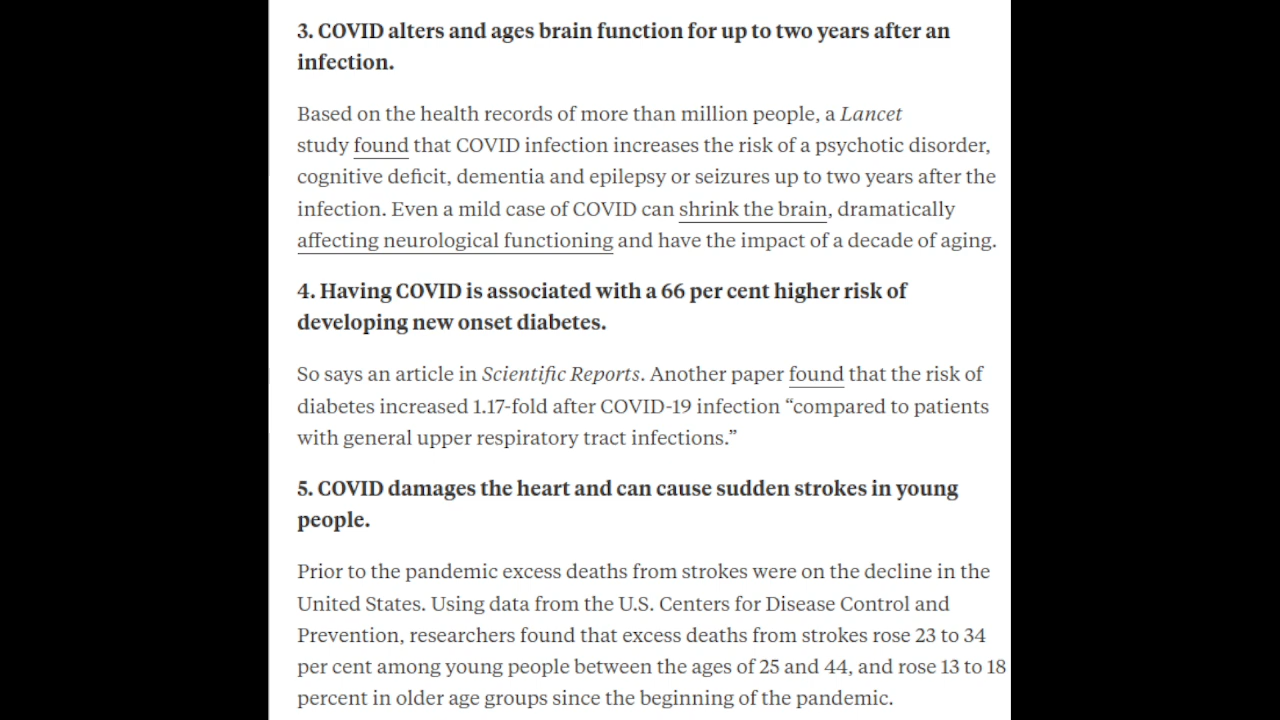 3. COVID alters and ages brain function for up to two years after an
infection.
Based on the health records of more than million people, a Lancet
study found that COVID infection increases the risk of a psychotic disorder,
cognitive deficit, dementia and epilepsy or seizures up to two years after the
infection. Even a mild case of COVID can shrink the brain, dramatically
affecting neurological functioning and have the impact of a decade of aging.
4. Having COVID is associated with a 66 per cent higher risk of
developing new onset diabetes.
So says an article in Scientific Reports. Another paper found that the risk of
diabetes increased 1.17-fold after COVID-19 infection “compared to patients
with general upper respiratory tract infections.”
5. COVID damages the heart and can cause sudden strokes in young
people.
Prior to the pandemic excess deaths from strokes were on the decline in the
United States. Using data from the U.S. Centers for Disease Control and
Prevention, researchers found that excess deaths from strokes rose 23 to 34
per cent among young people between the ages of 25 and 44, and rose 13 to 18
percent in older age groups since the beginning of the pandemic.